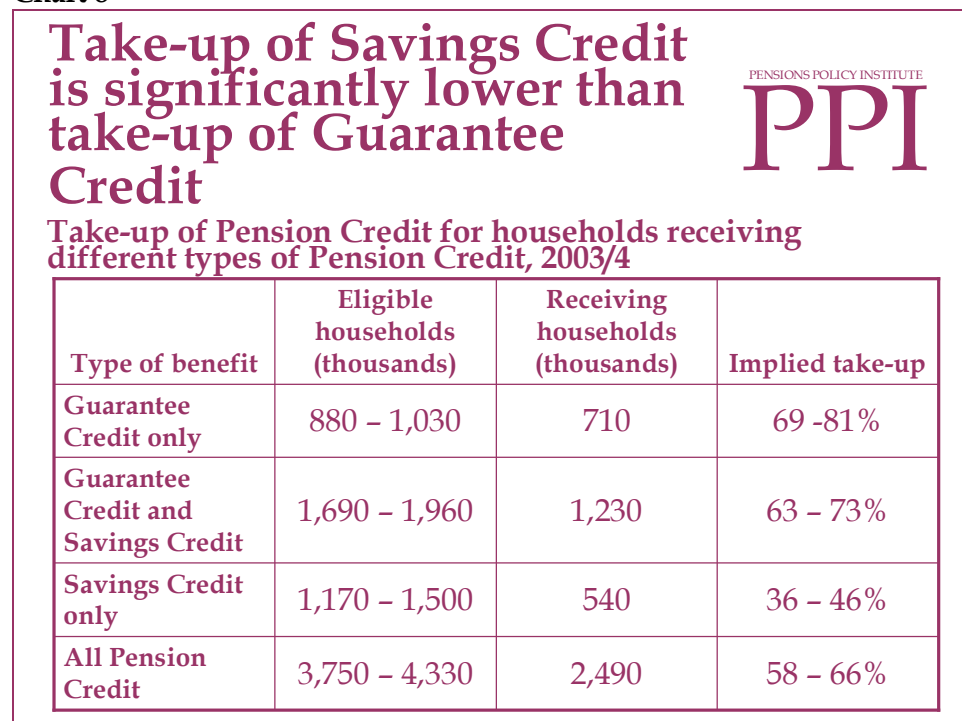 Take-up of Savings Credit
is significantly lower than
take-up of Guarantee
Credit
PENSIONS POLICY INSTITUTE
PPI
Take-up of Pension Credit for households receiving
different types of Pension Credit, 2003/4
Type of benefit
Eligible
households
(thousands)
Receiving
households
(thousands)
Implied take-up
Guarantee
Credit only
880 – 1,030
710
69 -81%
Guarantee
Credit and
Savings Credit
1,690 – 1,960
1,230
63 – 73%
Savings Credit
only
1,170 – 1,500
540
36 – 46%
All Pension
Credit
3,750 – 4,330
2,490
58 – 66%